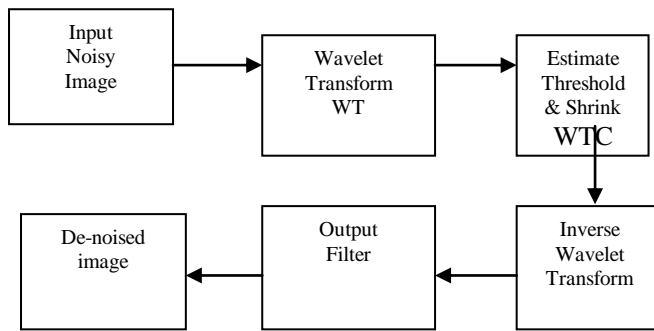 Input
Noisy
Image
Wavelet
Transform
WT
Estimate
Threshold
& Shrink
WTC
De-noised
image
Output
Filter
Inverse
Wavelet
Transform